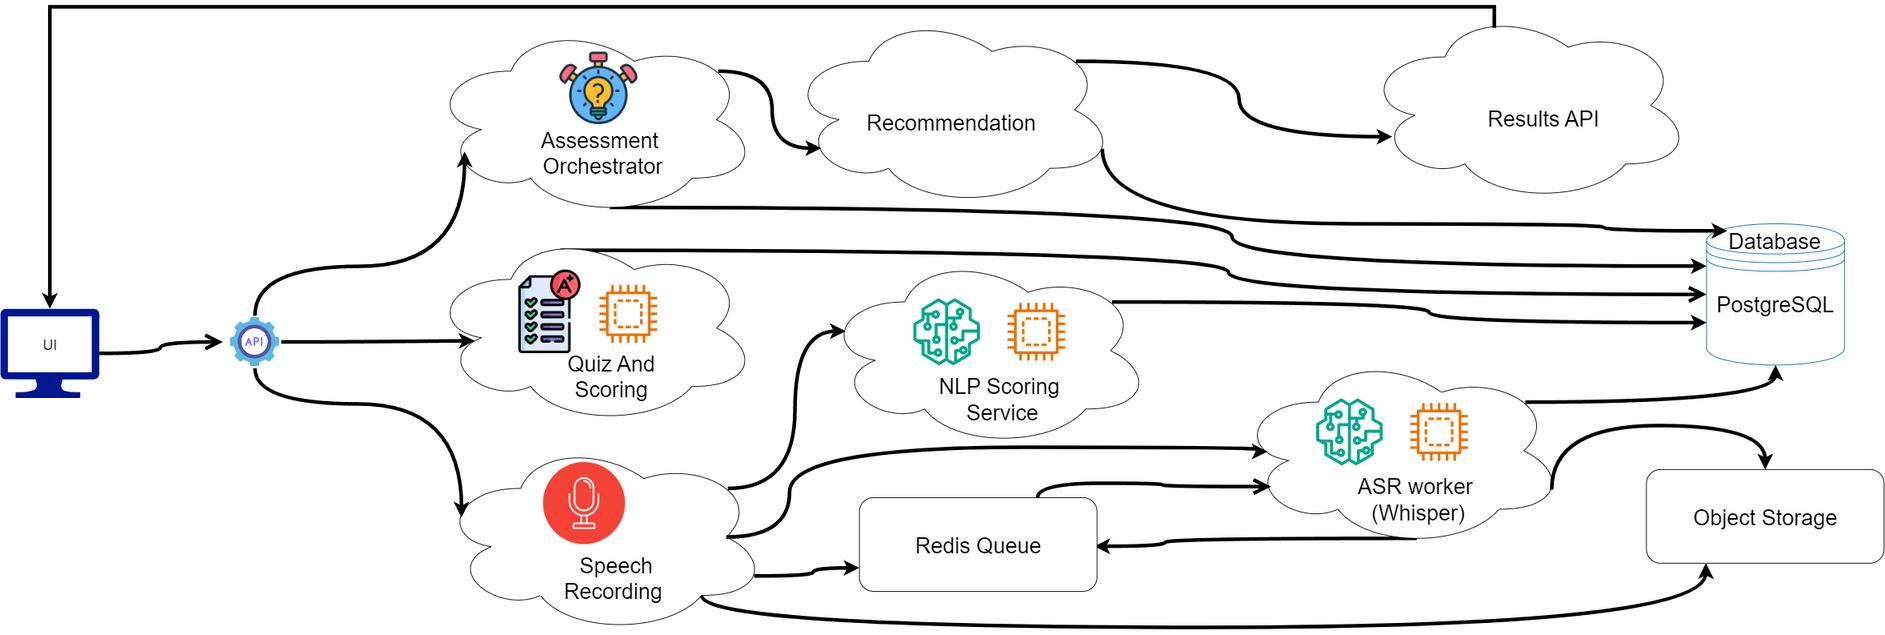 Assessment
Orchestrator
Recommendation
Results API
Database
PostgreSQL
UI
API
A+
Quiz And
Scoring
NLP Scoring
Service
ASR worker
(Whisper)
Speech
Recording
Redis Queue
Object Storage
?